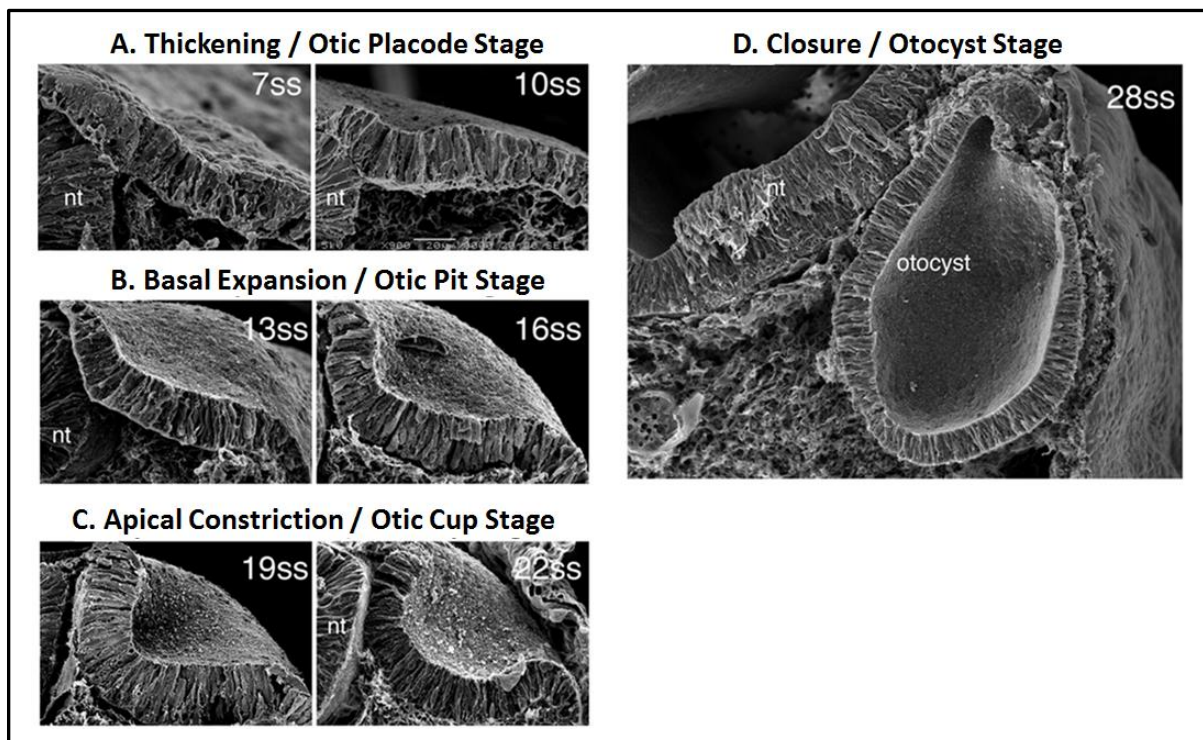 A. Thickening / Otic Placode Stage
7ss
10ss
nt
nt
B. Basal Expansion / Otic Pit Stage
13ss
16ss
nt
C. Apical Constriction / Otic Cup Stage
19ss
22ss
nt
D. Closure / Otocyst Stage
28ss
nt
otocyst